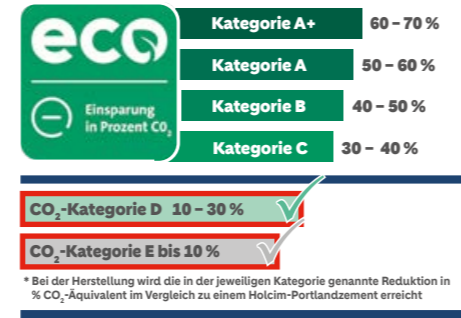 eco
Einsparung
in Prozent CO₂
Kategorie A+ 60 – 70 %
Kategorie A 50 – 60 %
Kategorie B 40 – 50 %
Kategorie C 30 – 40 %
CO₂-Kategorie D 10 – 30 %
CO₂-Kategorie E bis 10 %
* Bei der Herstellung wird die in der jeweiligen Kategorie genannte Reduktion in
% CO₂-Äquivalent im Vergleich zu einem Holcim-Portlandzement erreicht